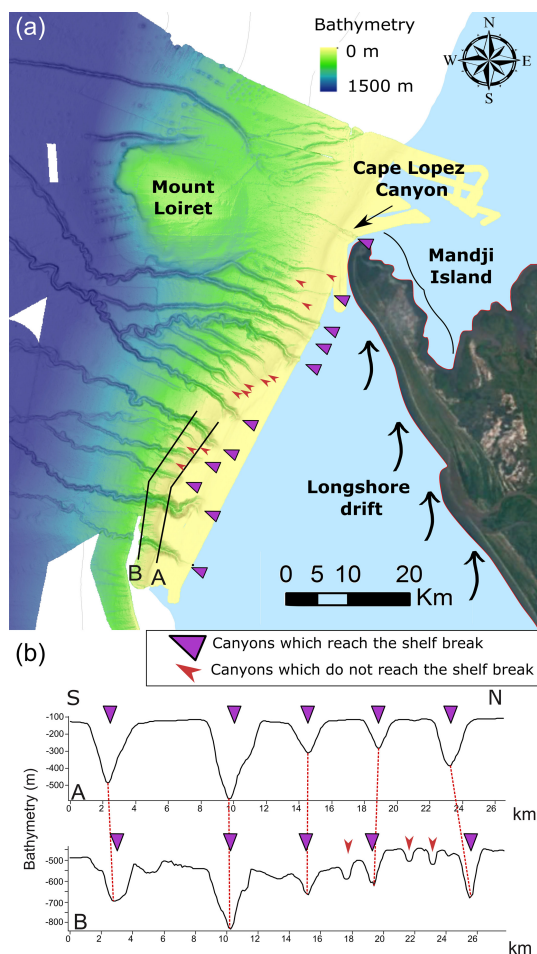 (a)
Bathymetry
0 m
1500 m
N
W
E
S
Cape Lopez
Canyon
Mount
Loiret
Mandji
Island
Longshore
drift
B
A
0 5 10 20
Km
Canyons which reach the shelf break
Canyons which do not reach the shelf break
(b)
S
N
-100
-200
-300
-400
-500
A
0 2 4 6 8 10 12 14 16 18 20 22 24 26
km
Bathymetry (m)
-500
-600
-700
-800
B
0 2 4 6 8 10 12 14 16 18 20 22 24 26
km